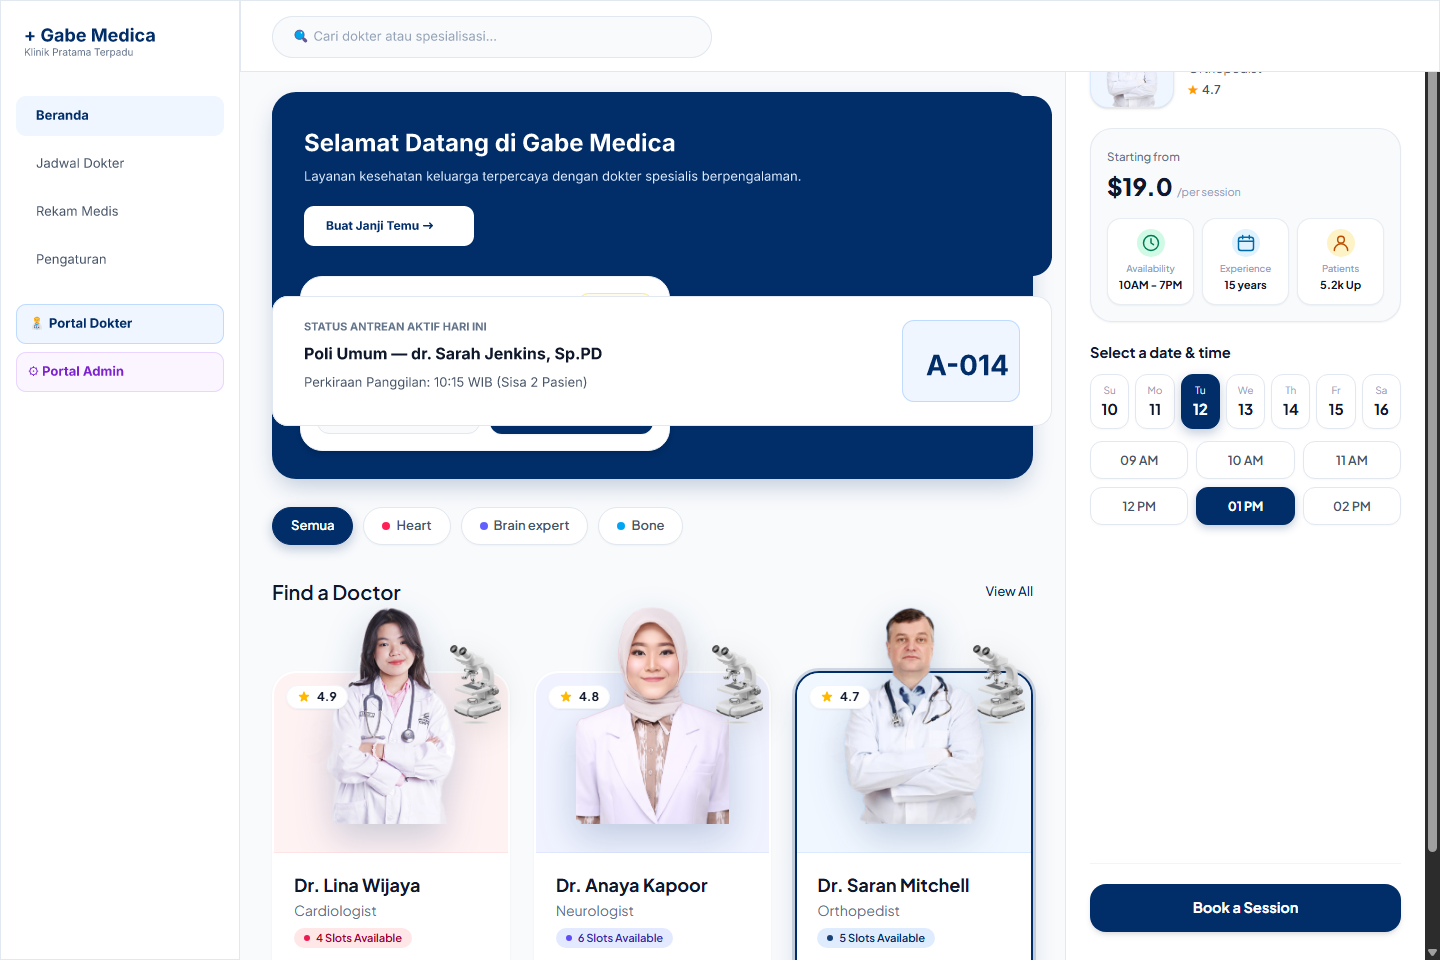 + Gabe Medica
Klinik Pratama Terpadu
Cari dokter atau spesialisasi...
Beranda
Jadwal Dokter
Rekam Medis
Pengaturan
Portal Dokter
Portal Admin
Selamat Datang di Gabe Medica
Layanan kesehatan keluarga terpercaya dengan dokter spesialis berpengalaman.
Buat Janji Temu →
STATUS ANTREAN AKTIF HARI INI
Poli Umum — dr. Sarah Jenkins, Sp.PD
Perkiraan Panggilan: 10:15 WIB (Sisa 2 Pasien)
A-014
Semua
Heart
Brain expert
Bone
Find a Doctor
View All
4.9
4.8
4.7
Dr. Lina Wijaya
Cardiologist
4 Slots Available
Dr. Anaya Kapoor
Neurologist
6 Slots Available
Dr. Saran Mitchell
Orthopedist
5 Slots Available
Orthopedist
4.7
Starting from
$19.0 /per session
Availability
10AM - 7PM
Experience
15 years
Patients
5.2k Up
Select a date & time
Su Mo Tu We Th Fr Sa
10 11 12 13 14 15 16
09 AM 10 AM 11 AM
12 PM 01 PM 02 PM
Book a Session